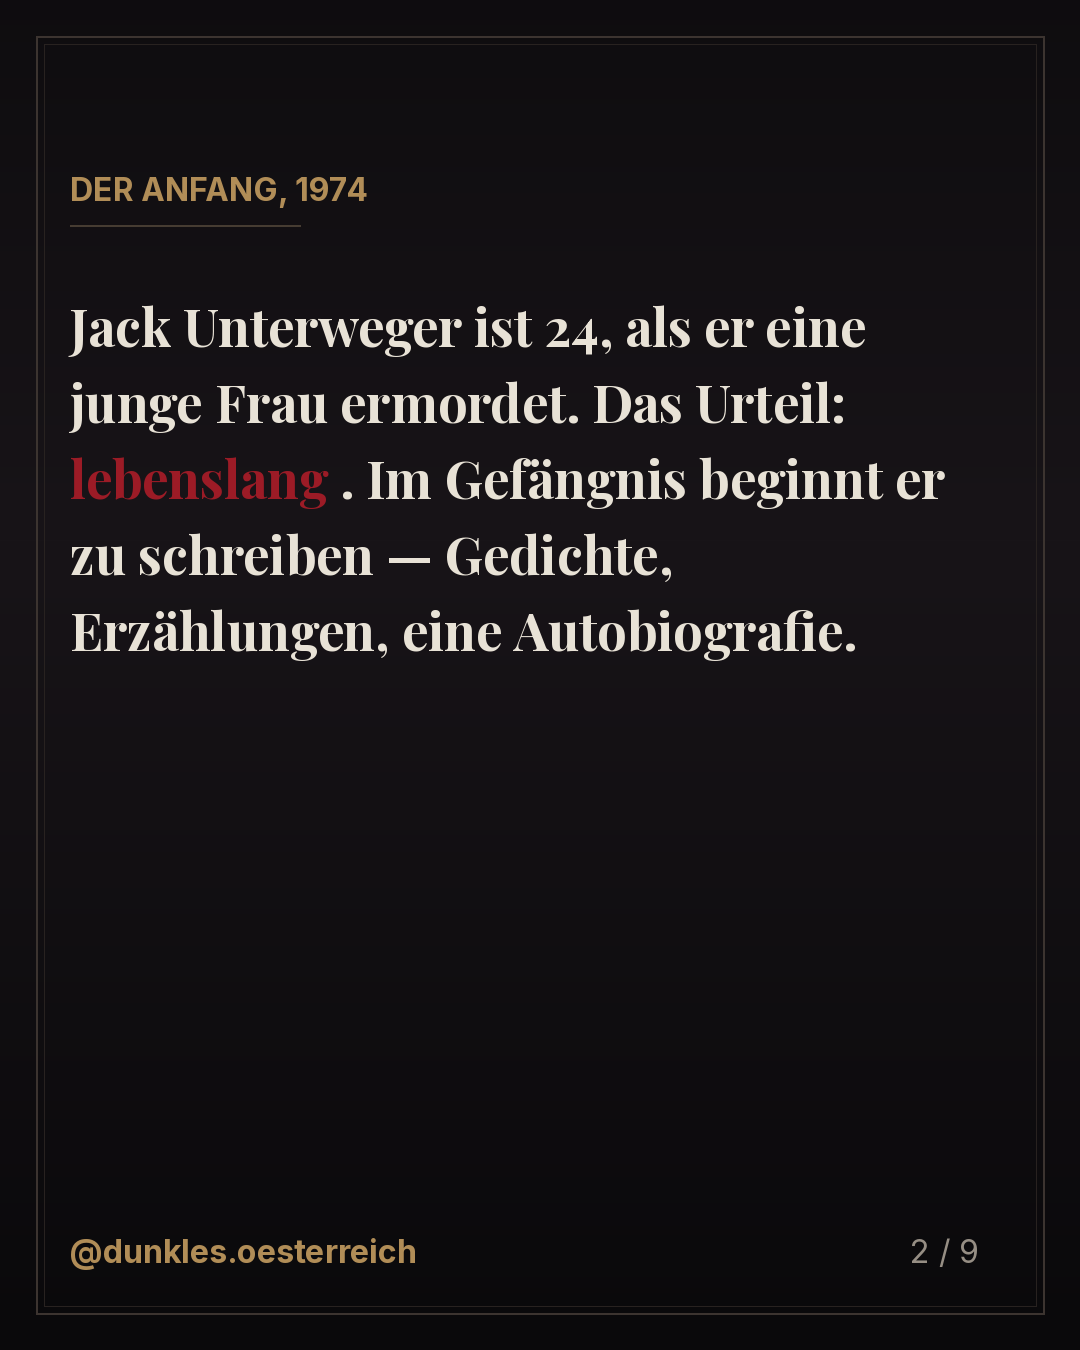 DER ANFANG, 1974
Jack Unterweger ist 24, als er eine
junge Frau ermordet. Das Urteil:
lebenslang . Im Gefängnis beginnt er
zu schreiben — Gedichte,
Erzählungen, eine Autobiografie.
@dunkles.oesterreich
2 / 9